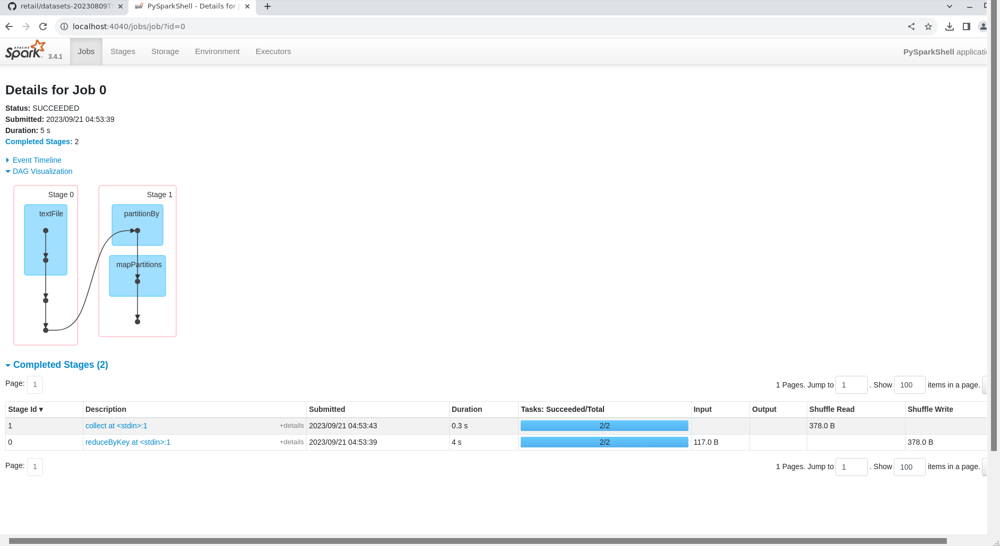 retail/datasets-20230809T
PySparkShell - Details for J
localhost:4040/jobs/job/?id=0
APACHE
Spark 3.4.1
Jobs Stages Storage Environment Executors
PySparkShell applicatio
Details for Job 0
Status: SUCCEEDED
Submitted: 2023/09/21 04:53:39
Duration: 5 s
Completed Stages: 2
Event Timeline
DAG Visualization
Stage 0
textFile
Stage 1
partitionBy
mapPartitions
Completed Stages (2)
Page: 1
1 Pages. Jump to 1 . Show 100 items in a page.
Stage Id ▾ Description Submitted Duration Tasks: Succeeded/Total Input Output Shuffle Read Shuffle Write
1 collect at <stdin>:1 +details 2023/09/21 04:53:43 0.3 s 2/2 378.0 B
0 reduceByKey at <stdin>:1 +details 2023/09/21 04:53:39 4 s 2/2 117.0 B 378.0 B
Page: 1
1 Pages. Jump to 1 . Show 100 items in a page.